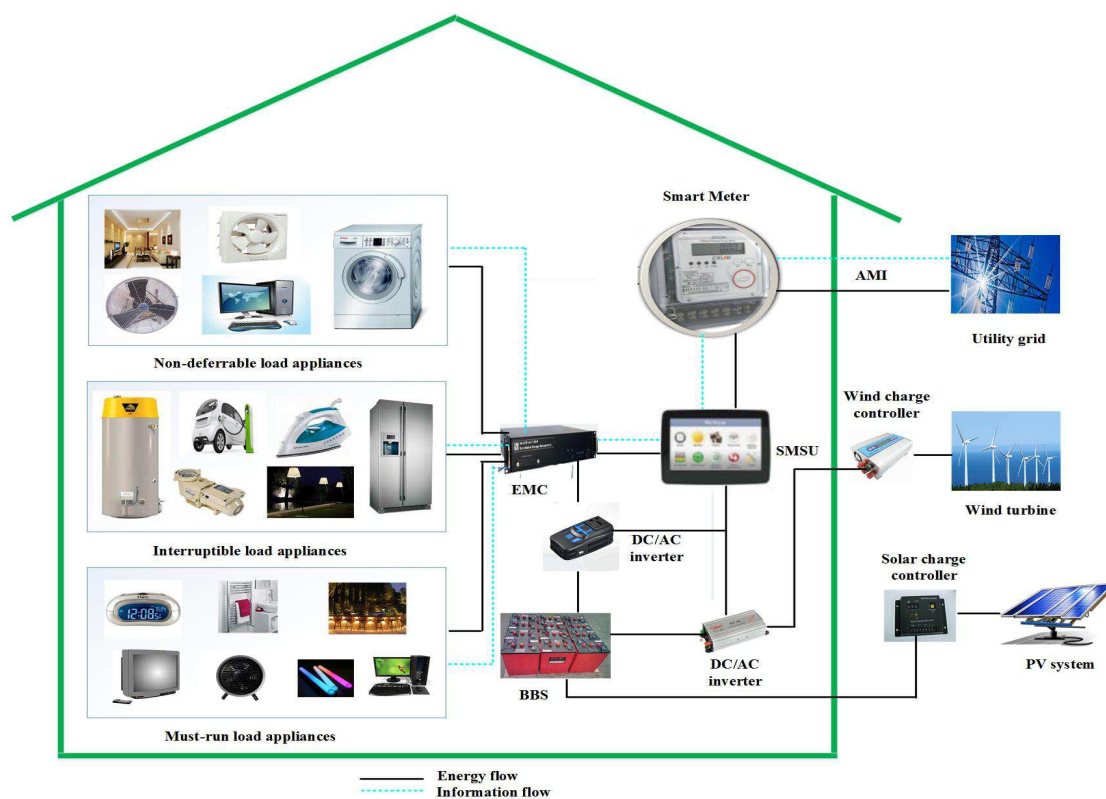 Smart Meter
AMI
Utility grid
Non-deferrable load appliances
Wind charge
controller
SMSU
EMC
Wind turbine
Interruptible load appliances
DC/AC
inverter
Solar charge
controller
12:08
DC/AC
inverter
PV system
BBS
Must-run load appliances
Energy flow
Information flow